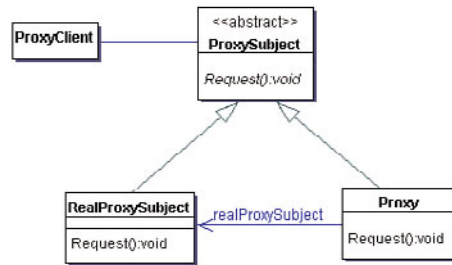 <<abstract>>
ProxySubject
ProxyClient
Request():void
RealProxySubject
realProxySubject
Proxy
Request():void
Request():void